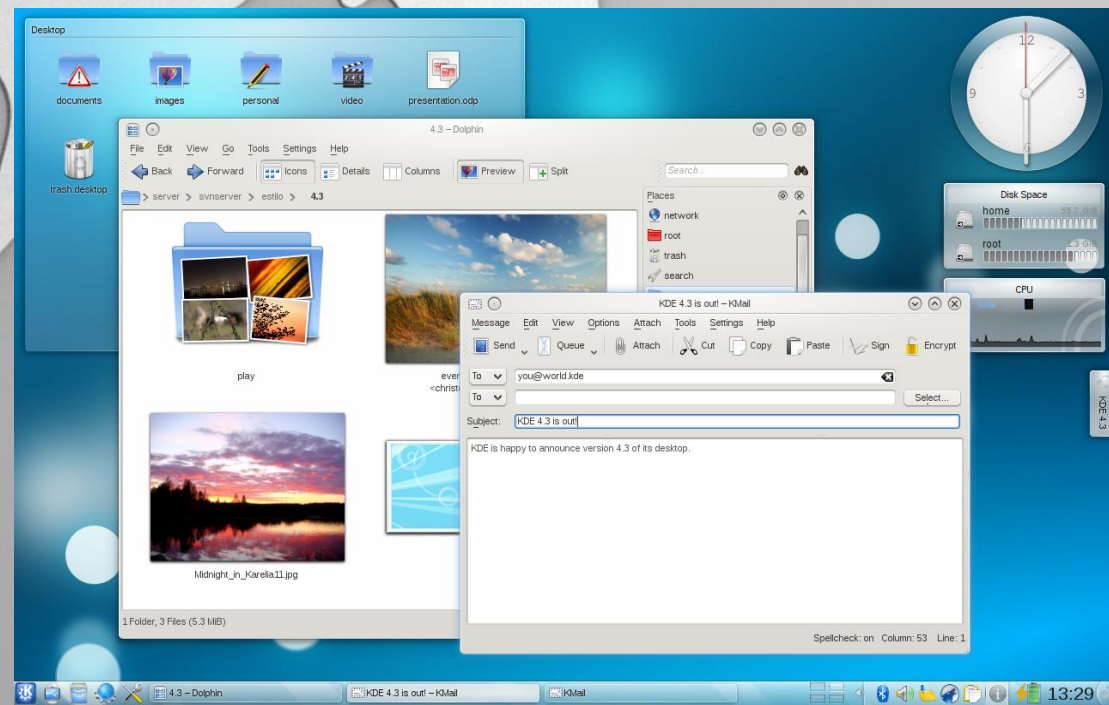 Desktop
documents
images
personal
video
presentation.odp
trash.desktop
4.3 – Dolphin
File Edit View Go Tools Settings Help
Back Forward Icons Details Columns Preview Split Search...
server > svnserver > estilo > 4.3
Places
network
root
trash
search
play
Midnight_in_Karelia11.jpg
1 Folder, 3 Files (5.3 MiB)
KDE 4.3 is out! – KMail
Message Edit View Options Attach Tools Settings Help
Send Queue Attach Cut Copy Paste Sign Encrypt
To you@world.kde
To Select...
Subject: KDE 4.3 is out!
KDE is happy to announce version 4.3 of its desktop.
Spellcheck: on Column: 53 Line: 1
12
9 3
6
Disk Space
home 55.2 GiB
root
CPU
KDE 4.3
4.3 – Dolphin KDE 4.3 is out! – KMail KMail 13:29